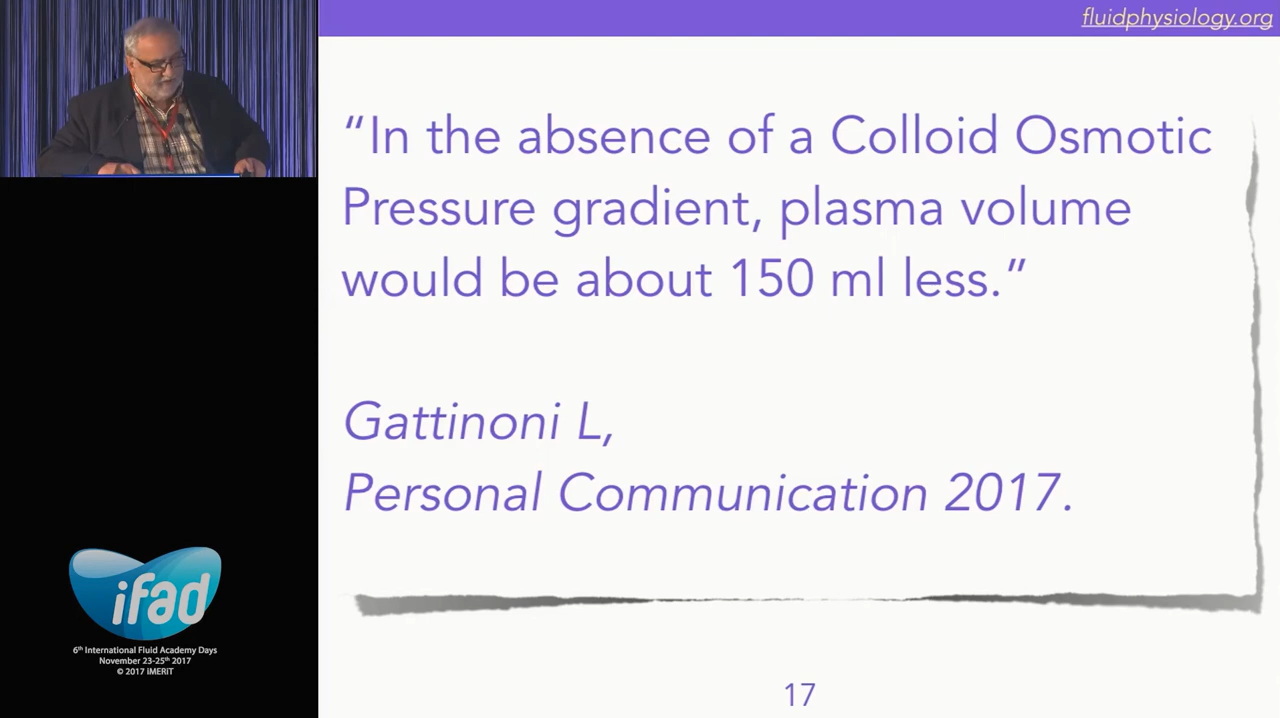 fluidphysiology.org
“In the absence of a Colloid Osmotic
Pressure gradient, plasma volume
would be about 150 ml less.”
Gattinoni L,
Personal Communication 2017.
17
ifad
6th International Fluid Academy Days
November 23-25th 2017
© 2017 iMERiT